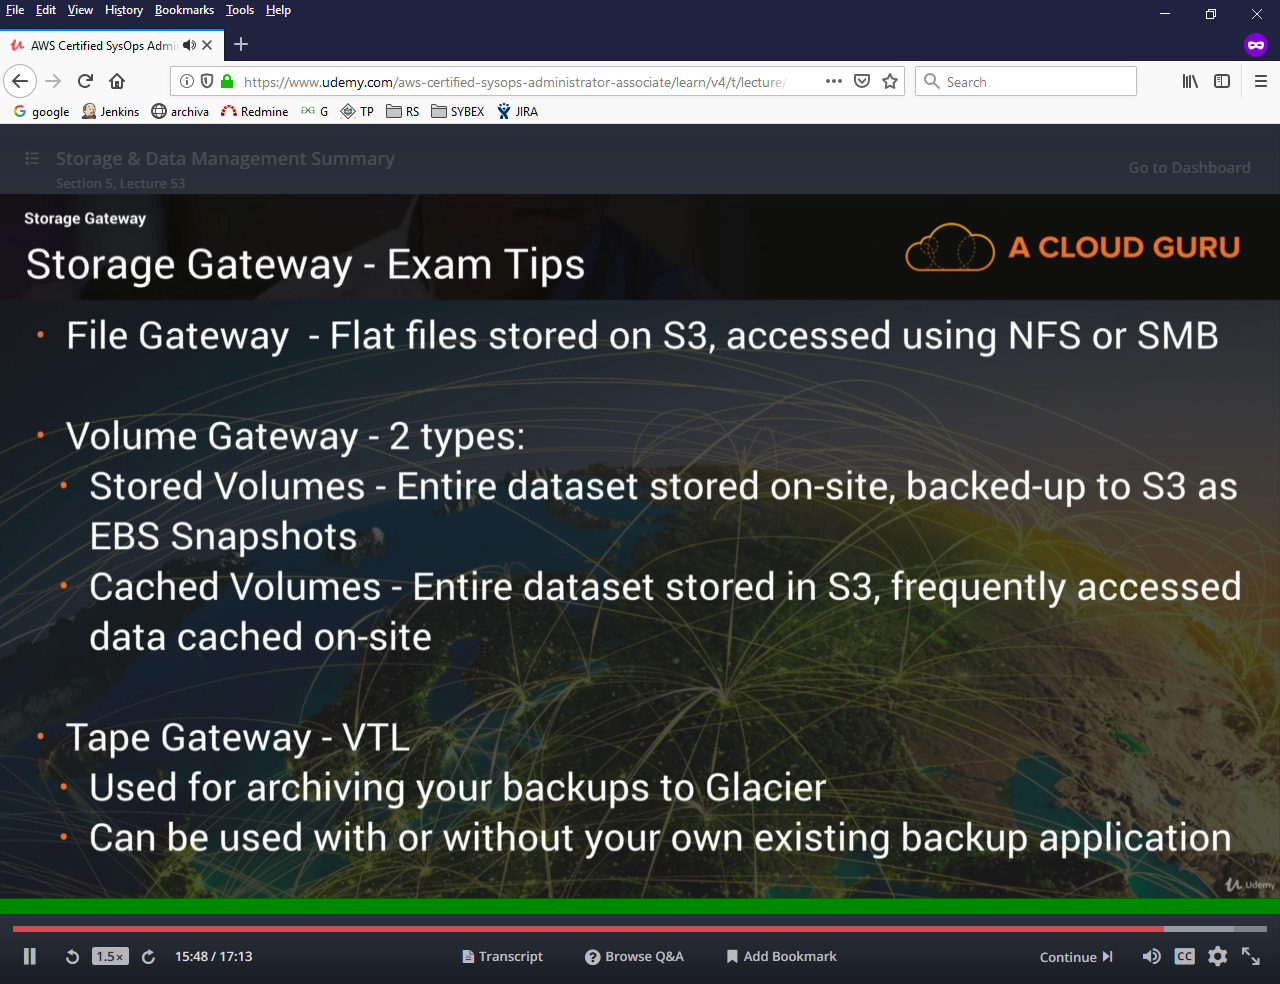 File Edit View History Bookmarks Tools Help
AWS Certified SysOps Admi
https://www.udemy.com/aws-certified-sysops-administrator-associate/learn/v4/t/lecture/
Search
google Jenkins archiva Redmine G TP RS SYBEX JIRA
Storage & Data Management Summary
Section 5, Lecture 53
Go to Dashboard
Storage Gateway
Storage Gateway - Exam Tips
A CLOUD GURU
• File Gateway - Flat files stored on S3, accessed using NFS or SMB
• Volume Gateway - 2 types:
• Stored Volumes - Entire dataset stored on-site, backed-up to S3 as
EBS Snapshots
• Cached Volumes - Entire dataset stored in S3, frequently accessed
data cached on-site
• Tape Gateway - VTL
• Used for archiving your backups to Glacier
• Can be used with or without your own existing backup application
Udemy
1.5× 15:48 / 17:13 Transcript Browse Q&A Add Bookmark Continue CC